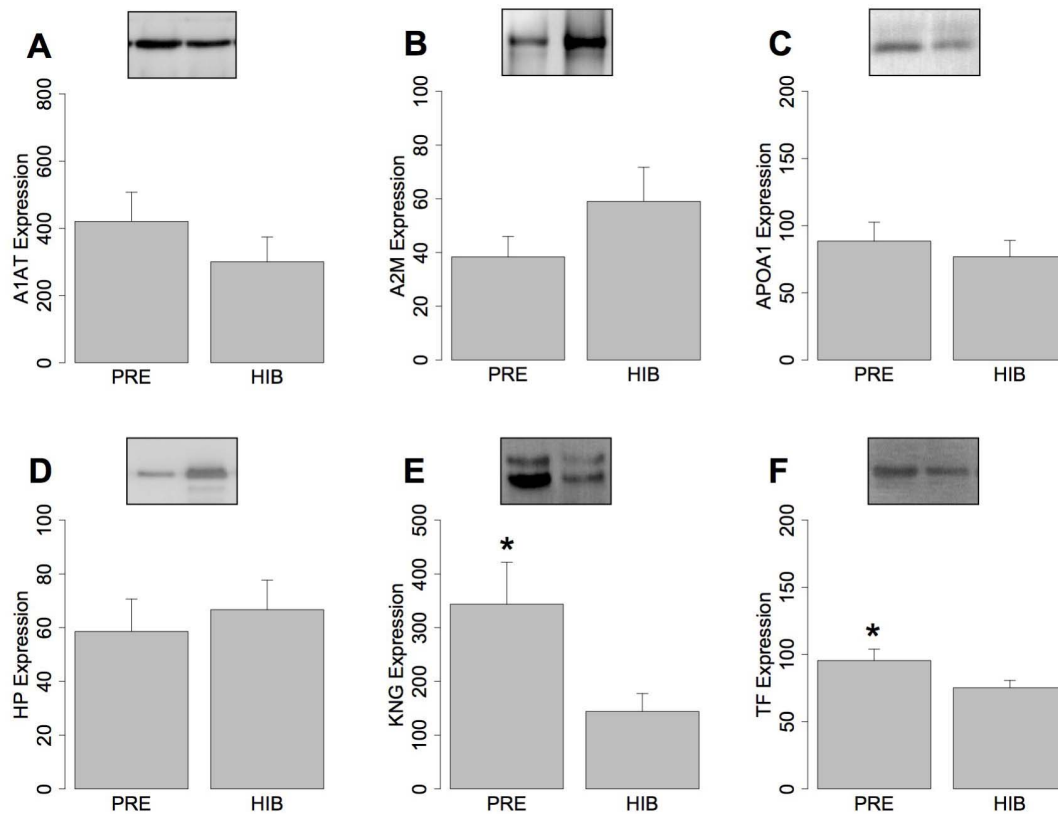 A
A1AT Expression
800
600
400
200
0
PRE HIB
B
A2M Expression
100
80
60
40
20
0
PRE HIB
C
APOA1 Expression
200
150
100
50
0
PRE HIB
D
HP Expression
100
80
60
40
20
0
PRE HIB
E
KNG Expression
500
400
300
200
100
0
*
PRE HIB
F
TF Expression
200
150
100
50
0
*
PRE HIB